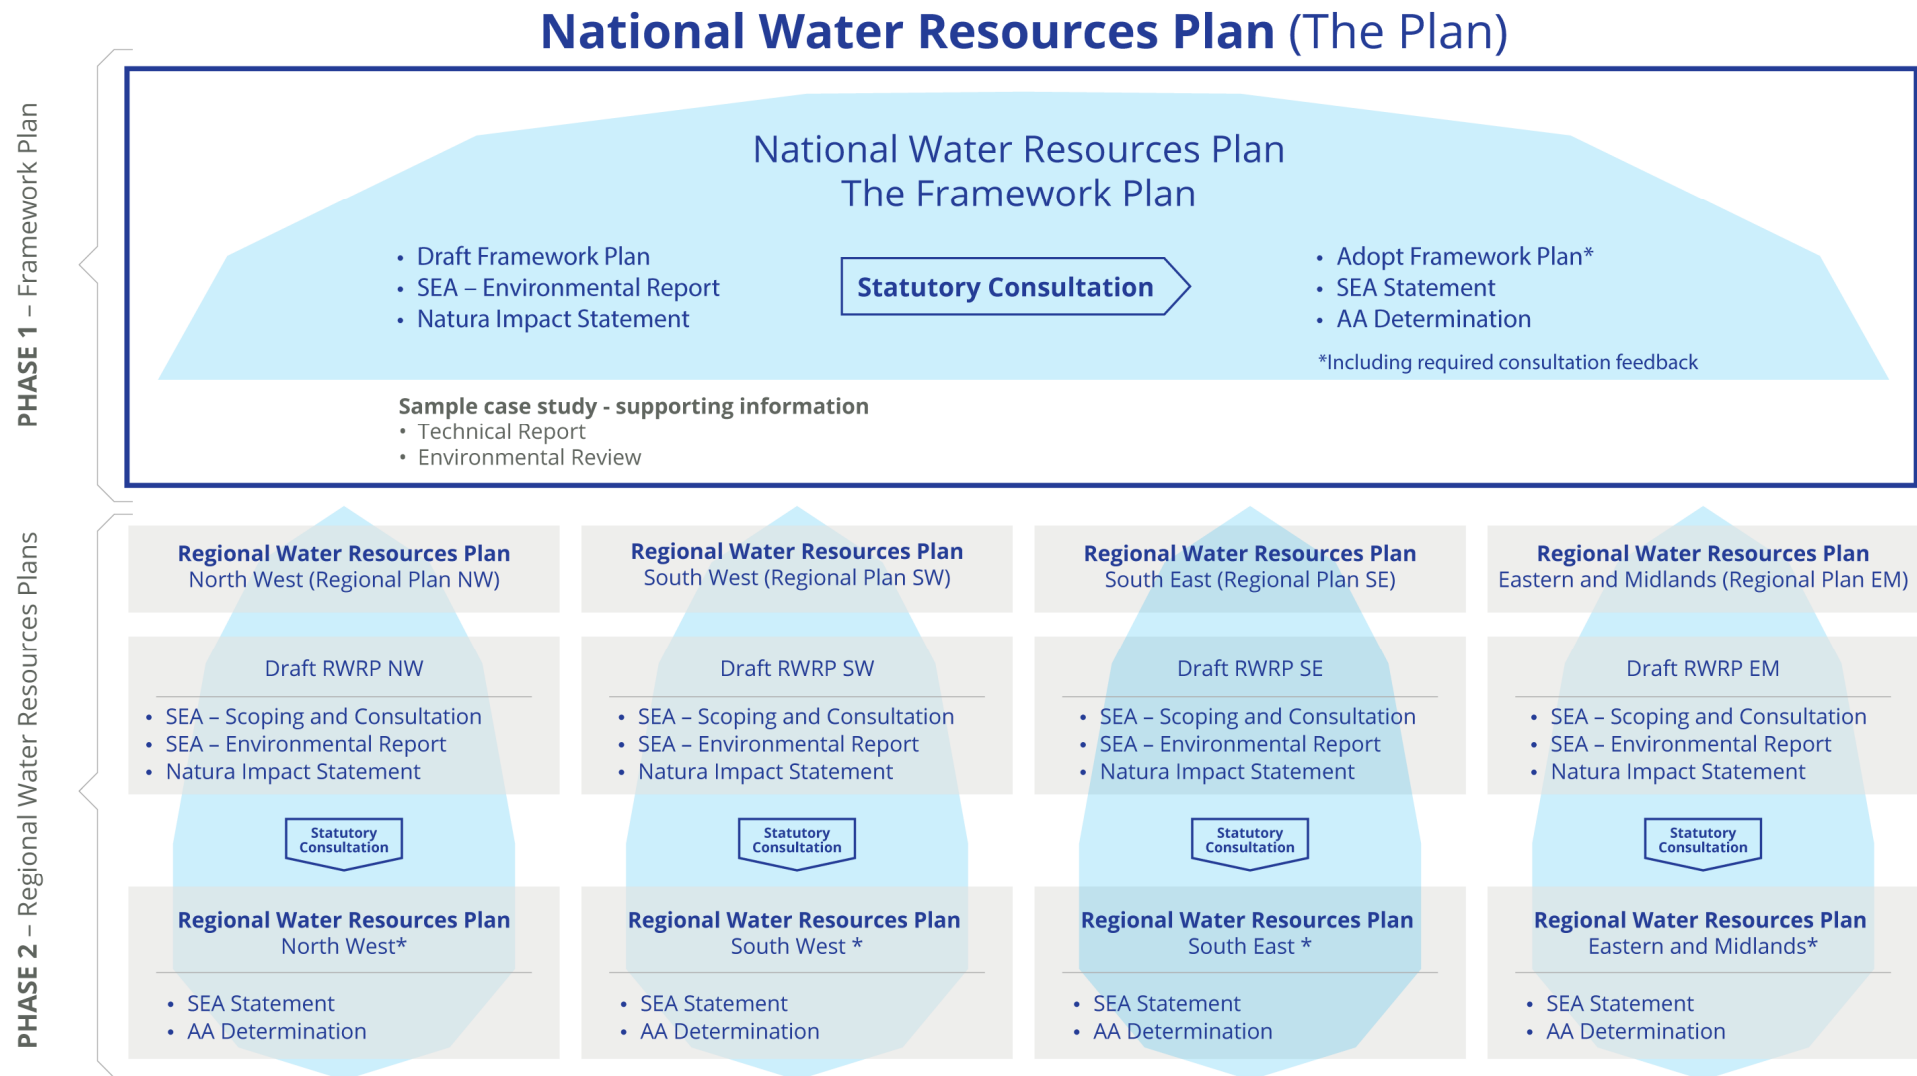 National Water Resources Plan (The Plan)
PHASE 1 – Framework Plan
National Water Resources Plan
The Framework Plan
• Draft Framework Plan
• SEA – Environmental Report
• Natura Impact Statement
Statutory Consultation
• Adopt Framework Plan*
• SEA Statement
• AA Determination
*Including required consultation feedback
Sample case study - supporting information
• Technical Report
• Environmental Review
PHASE 2 – Regional Water Resources Plans
Regional Water Resources Plan
North West (Regional Plan NW)
Draft RWRP NW
• SEA – Scoping and Consultation
• SEA – Environmental Report
• Natura Impact Statement
Statutory
Consultation
Regional Water Resources Plan
North West*
• SEA Statement
• AA Determination
Regional Water Resources Plan
South West (Regional Plan SW)
Draft RWRP SW
• SEA – Scoping and Consultation
• SEA – Environmental Report
• Natura Impact Statement
Statutory
Consultation
Regional Water Resources Plan
South West *
• SEA Statement
• AA Determination
Regional Water Resources Plan
South East (Regional Plan SE)
Draft RWRP SE
• SEA – Scoping and Consultation
• SEA – Environmental Report
• Natura Impact Statement
Statutory
Consultation
Regional Water Resources Plan
South East *
• SEA Statement
• AA Determination
Regional Water Resources Plan
Eastern and Midlands (Regional Plan EM)
Draft RWRP EM
• SEA – Scoping and Consultation
• SEA – Environmental Report
• Natura Impact Statement
Statutory
Consultation
Regional Water Resources Plan
Eastern and Midlands*
• SEA Statement
• AA Determination